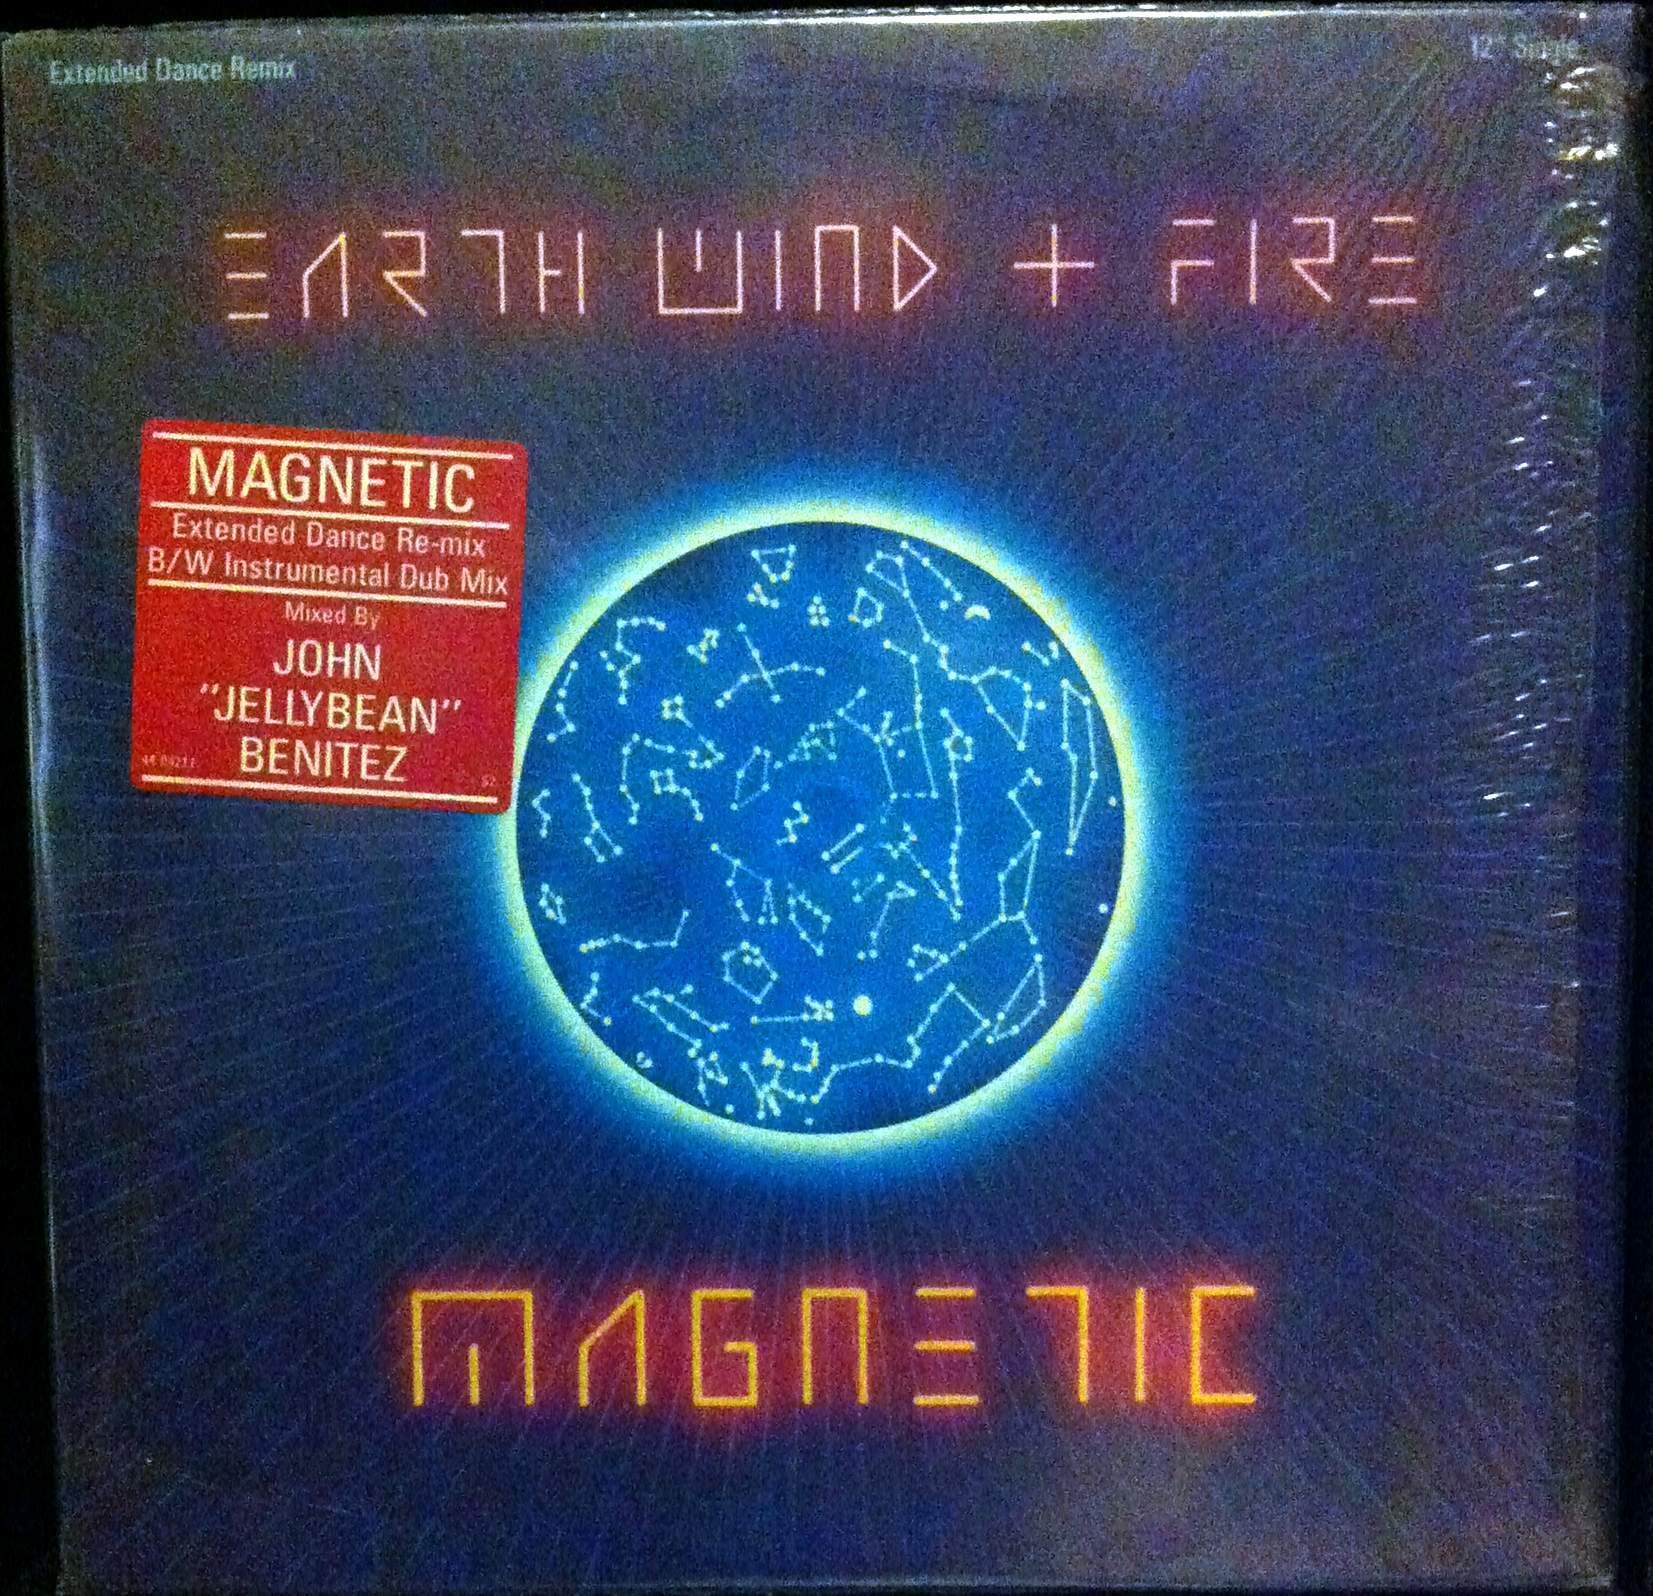 Extended Dance Remix
12" Single
EARTH WIND + FIRE
MAGNETIC
Extended Dance Re-mix
B/W Instrumental Dub Mix
Mixed By
JOHN
"JELLYBEAN"
BENITEZ
MAGNETIC